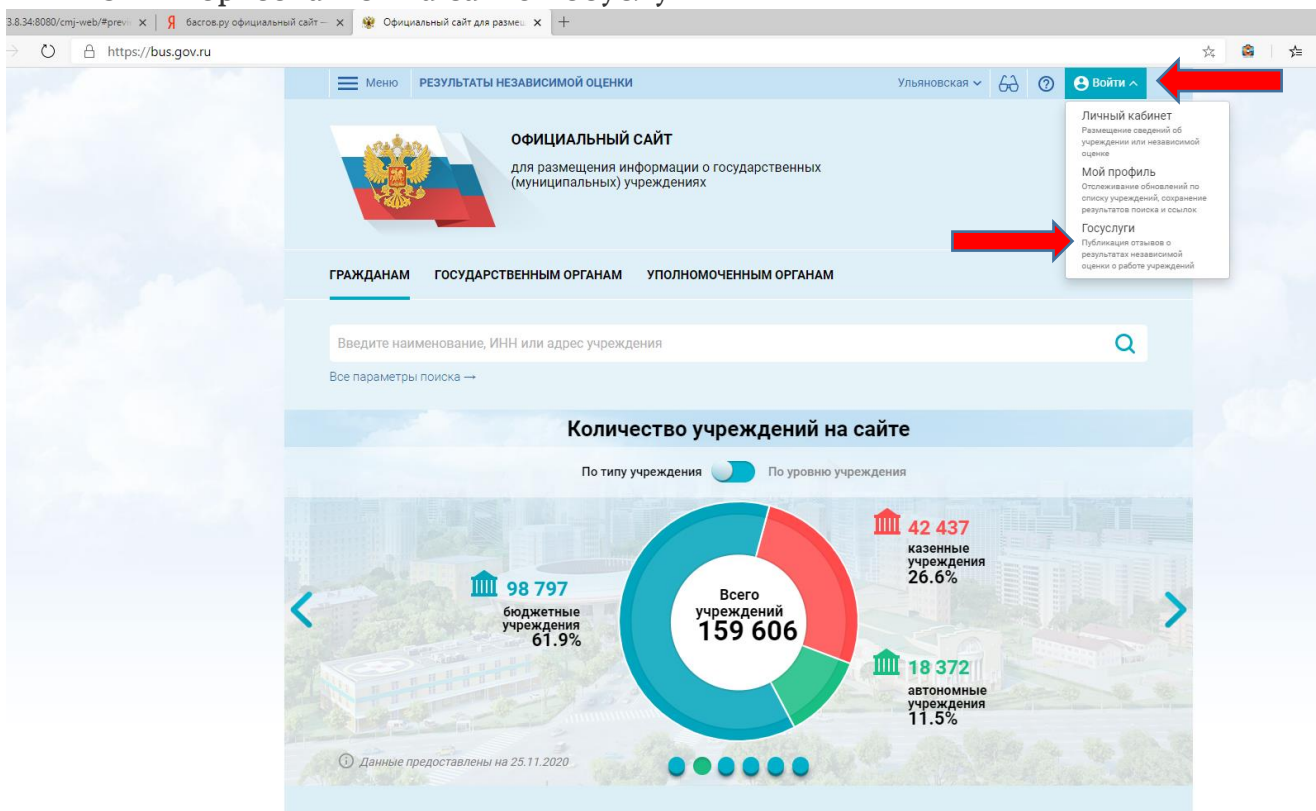 3.8.34:8080/cmj-web/#previ
басгов.ру официальный сайт –
Официальный сайт для размещ
https://bus.gov.ru
Меню
РЕЗУЛЬТАТЫ НЕЗАВИСИМОЙ ОЦЕНКИ
Ульяновская
Войти
Личный кабинет
Размещение сведений об
учреждении или независимой
оценке
Мой профиль
Отслеживание обновлений по
списку учреждений, сохранение
результатов поиска и ссылок
Госуслуги
Публикация отзывов о
результатах независимой
оценки о работе учреждений
ОФИЦИАЛЬНЫЙ САЙТ
для размещения информации о государственных
(муниципальных) учреждениях
ГРАЖДАНАМ
ГОСУДАРСТВЕННЫМ ОРГАНАМ
УПОЛНОМОЧЕННЫМ ОРГАНАМ
Введите наименование, ИНН или адрес учреждения
Все параметры поиска →
Количество учреждений на сайте
По типу учреждения
По уровню учреждения
42 437
казенные
учреждения
26.6%
98 797
бюджетные
учреждения
61.9%
Всего
учреждений
159 606
18 372
автономные
учреждения
11.5%
Данные предоставлены на 25.11.2020